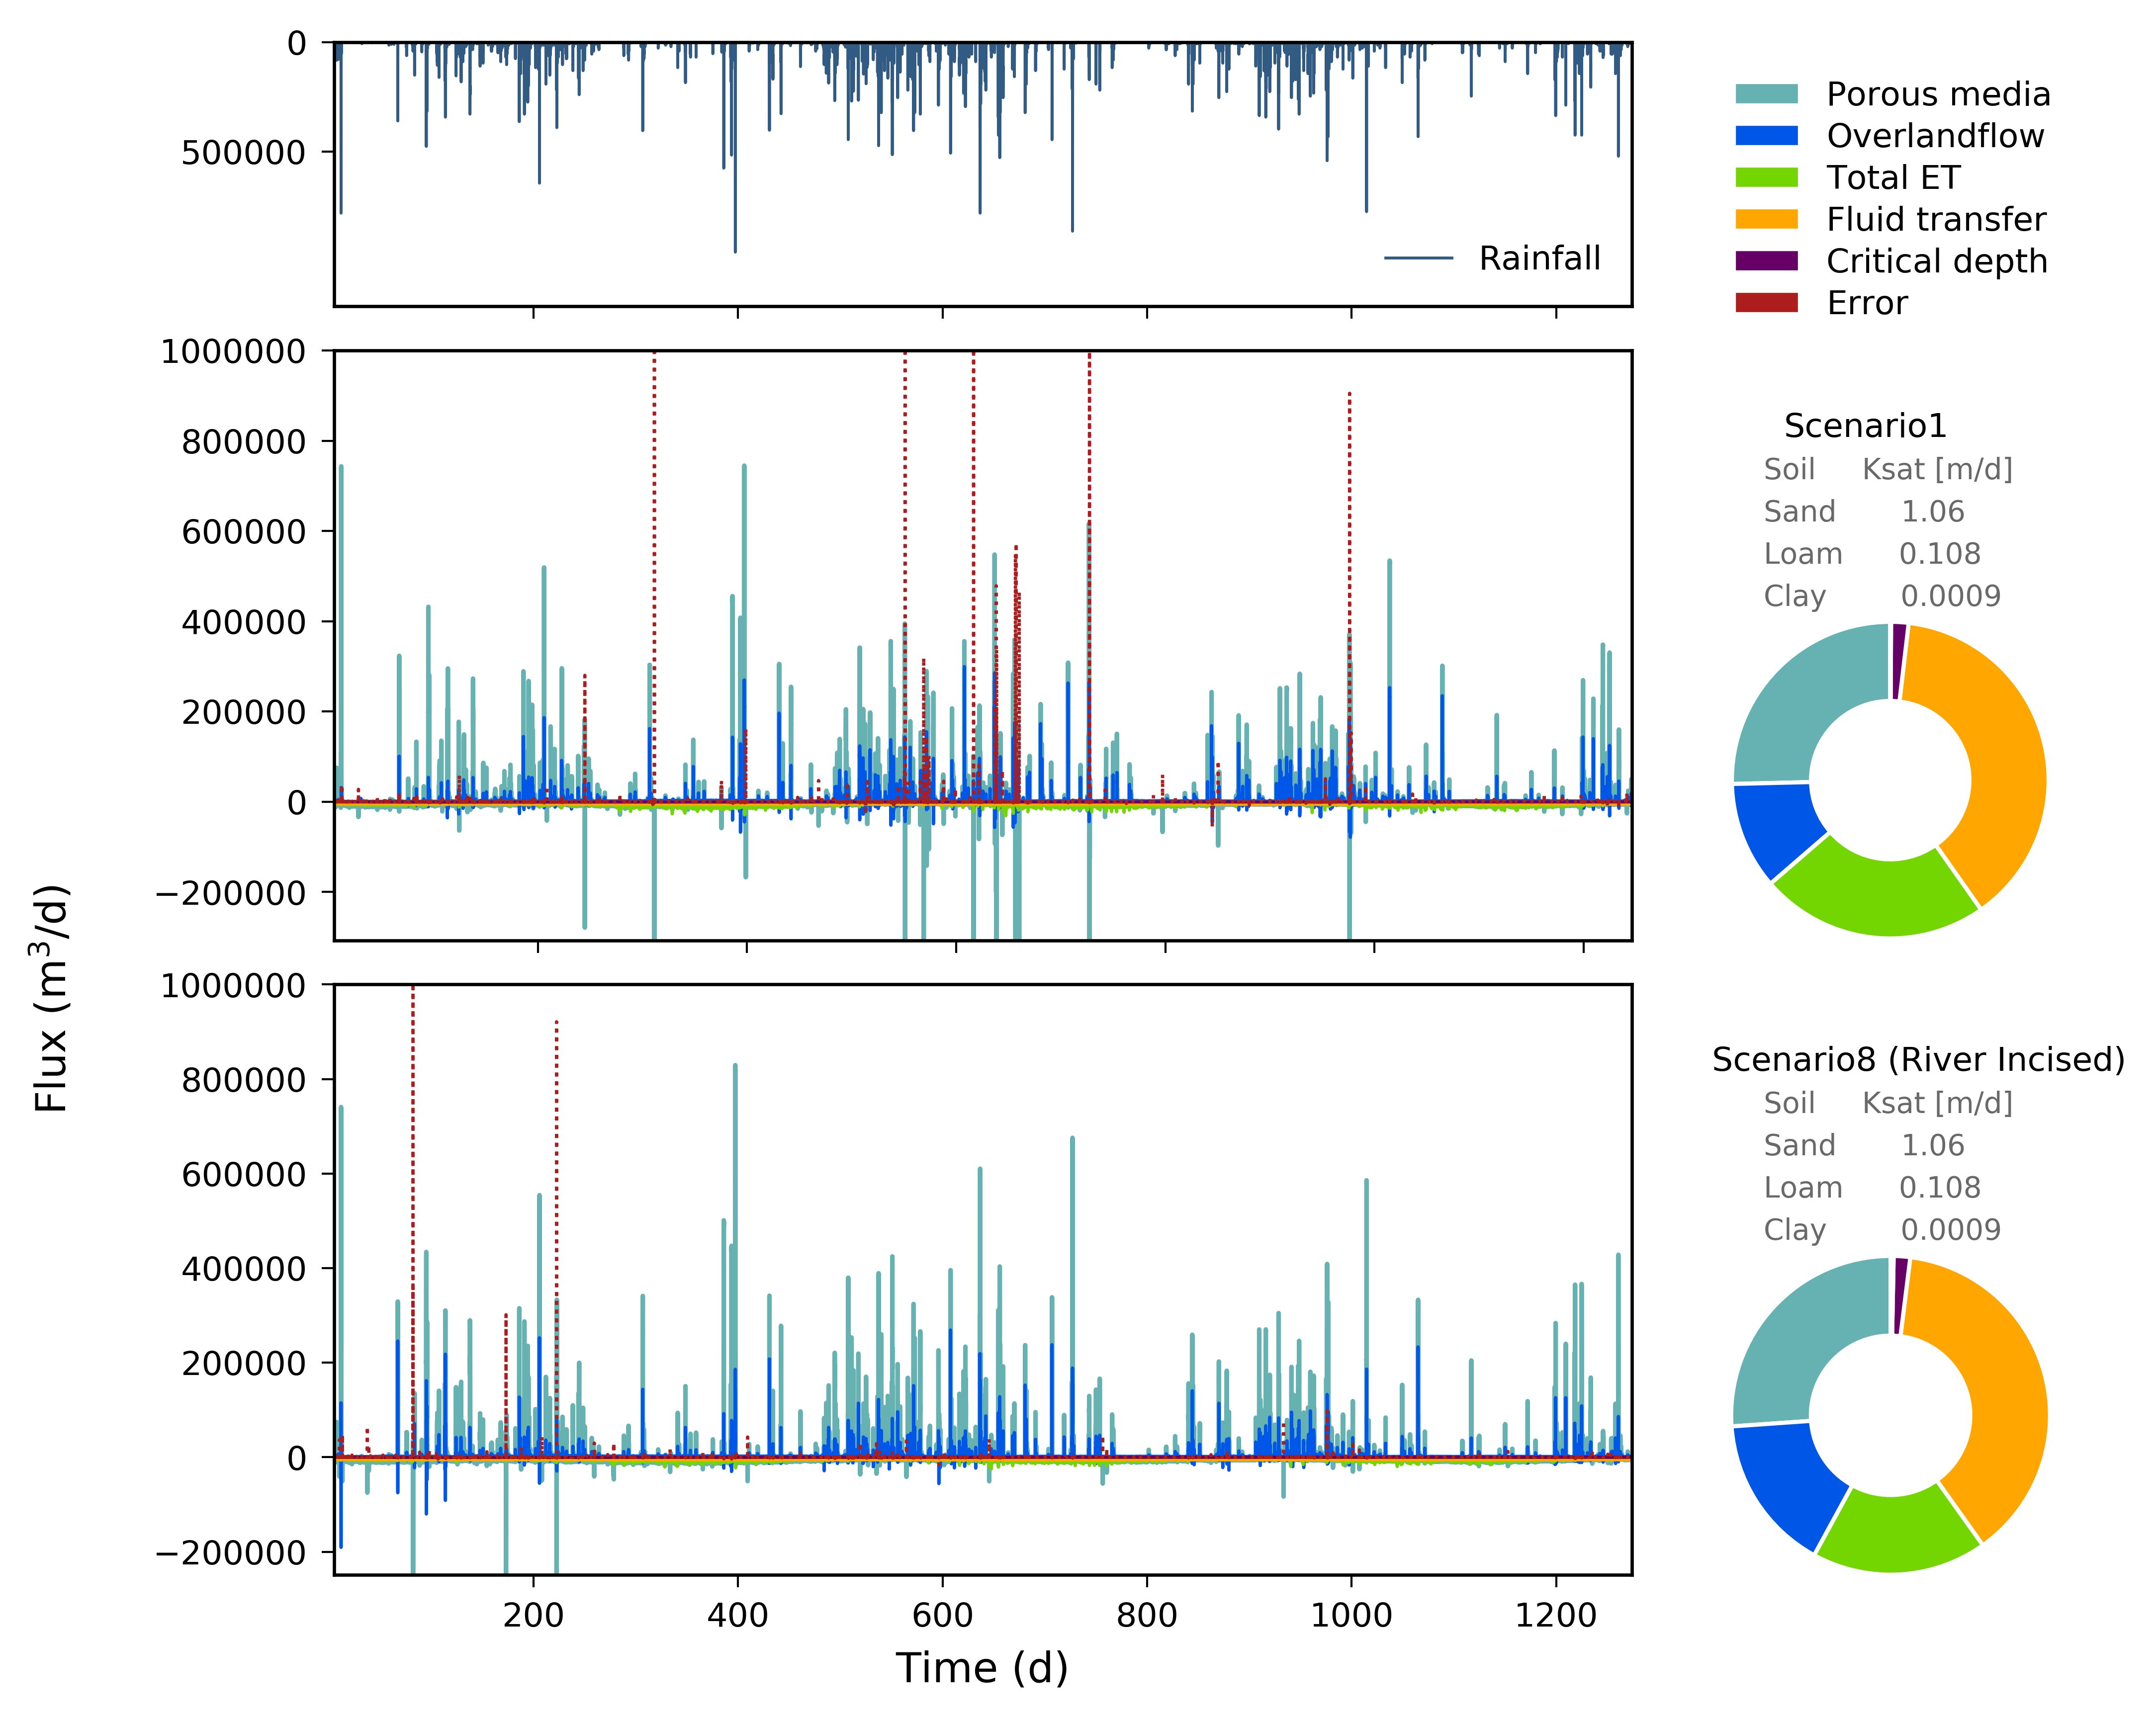 0
500000
Rainfall
Porous media
Overlandflow
Total ET
Fluid transfer
Critical depth
Error
Flux (m³/d)
1000000
800000
600000
400000
200000
0
−200000
Scenario1
Soil Ksat [m/d]
Sand 1.06
Loam 0.108
Clay 0.0009
1000000
800000
600000
400000
200000
0
−200000
200 400 600 800 1000 1200
Time (d)
Scenario8 (River Incised)
Soil Ksat [m/d]
Sand 1.06
Loam 0.108
Clay 0.0009